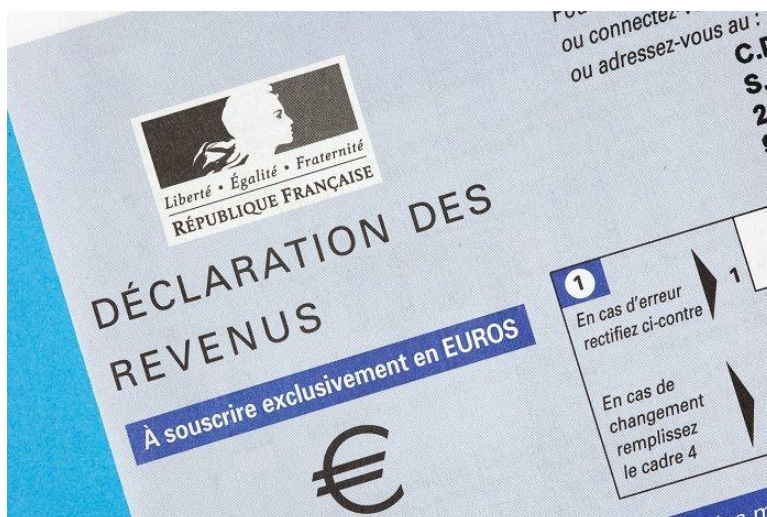 ou connectez-v
ou adressez-vous au :
C.
S.
2
Liberté • Égalité • Fraternité
RÉPUBLIQUE FRANÇAISE
DÉCLARATION DES
REVENUS
À souscrire exclusivement en EUROS
€
1
En cas d'erreur
rectifiez ci-contre
1
En cas de
changement
remplissez
le cadre 4